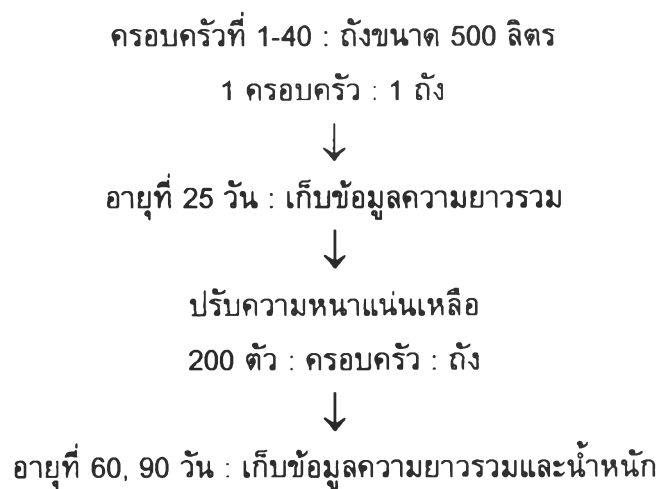 ครอบครัวที่ 1-40 : ถังขนาด 500 ลิตร
1 ครอบครัว : 1 ถัง
↓
อายุที่ 25 วัน : เก็บข้อมูลความยาวรวม
↓
ปรับความหนาแน่นเหลือ
200 ตัว : ครอบครัว : ถัง
↓
อายุที่ 60, 90 วัน : เก็บข้อมูลความยาวรวมและน้ำหนัก